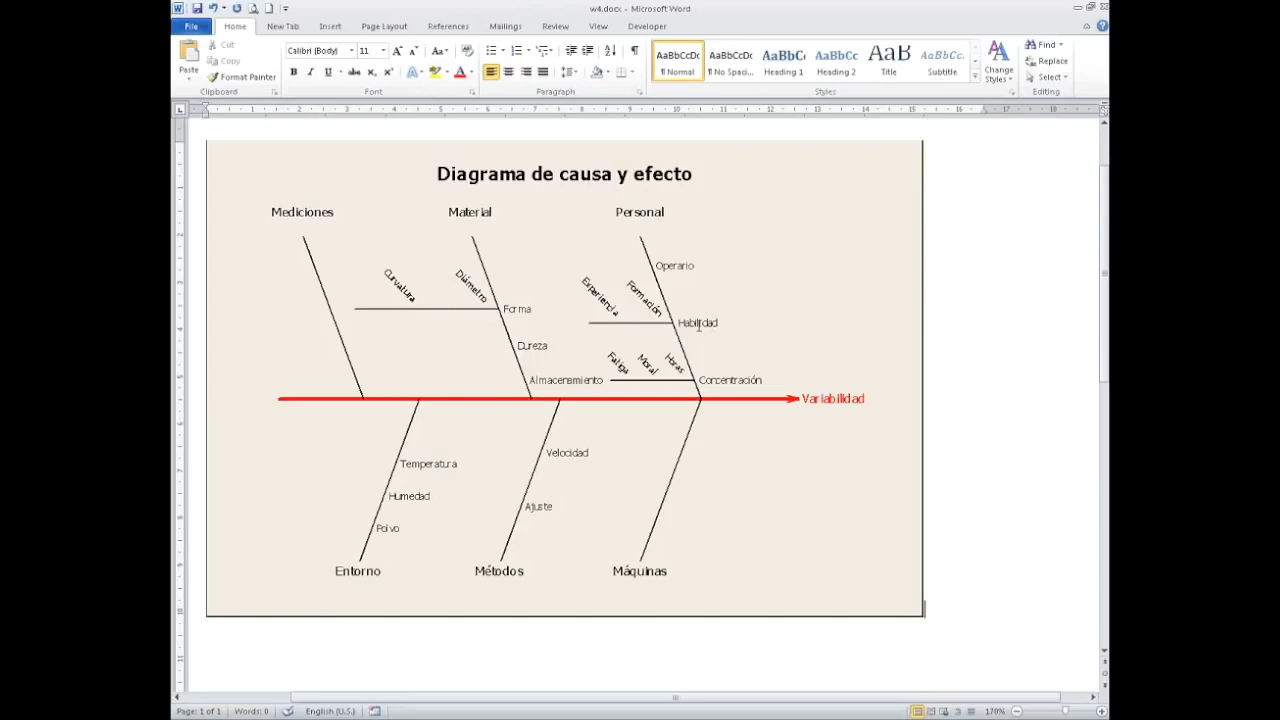 w4.docx - Microsoft Word
File Home New Tab Insert Page Layout References Mailings Review View Developer
Paste
Cut
Copy
Format Painter
Clipboard
Calibri (Body) 11
Font
Paragraph
AaBbCcDc ¶ Normal
AaBbCcDc ¶ No Spaci...
AaBbC Heading 1
AaBbCc Heading 2
AaB Title
AaBbCc. Subtitle
Styles
Change Styles
Find
Replace
Select
Editing
Diagrama de causa y efecto
Mediciones Material Personal
Operario
Curvatura Diámetro Experiencia Formación
Forma Habilidad
Dureza
Fatiga Moral Horas
Almacenamiento Concentración
Variabilidad
Velocidad
Temperatura
Humedad
Ajuste
Polvo
Entorno Métodos Máquinas
Page: 1 of 1 Words: 0 English (U.S.) 170%